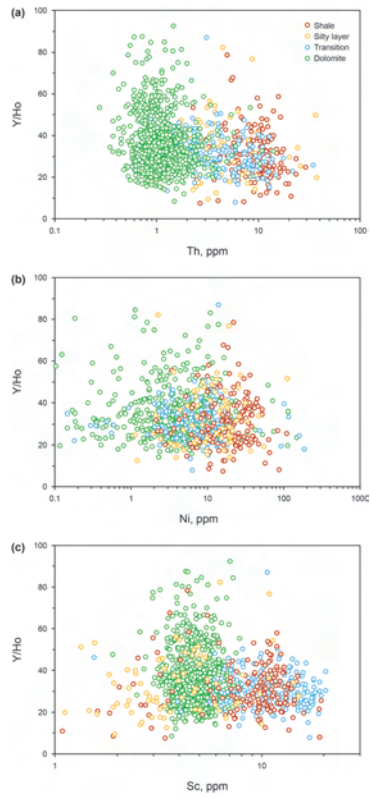 (a)
100
80
60
40
20
0
Y/Ho
Shale
Silty layer
Transition
Dolomite
0.1 1 10 100
Th, ppm
(b)
100
80
60
40
20
0
Y/Ho
0.1 1 10 100 1000
Ni, ppm
(c)
100
80
60
40
20
0
Y/Ho
1 10
Sc, ppm